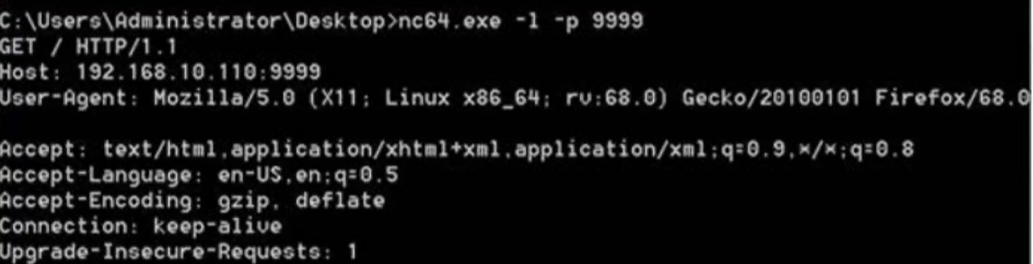 C:\Users\Administrator\Desktop>nc64.exe -l -p 9999
GET / HTTP/1.1
Host: 192.168.10.110:9999
User-Agent: Mozilla/5.0 (X11; Linux x86_64; rv:68.0) Gecko/20100101 Firefox/68.0
Accept: text/html,application/xhtml+xml,application/xml;q=0.9,*/*;q=0.8
Accept-Language: en-US,en;q=0.5
Accept-Encoding: gzip, deflate
Connection: keep-alive
Upgrade-Insecure-Requests: 1